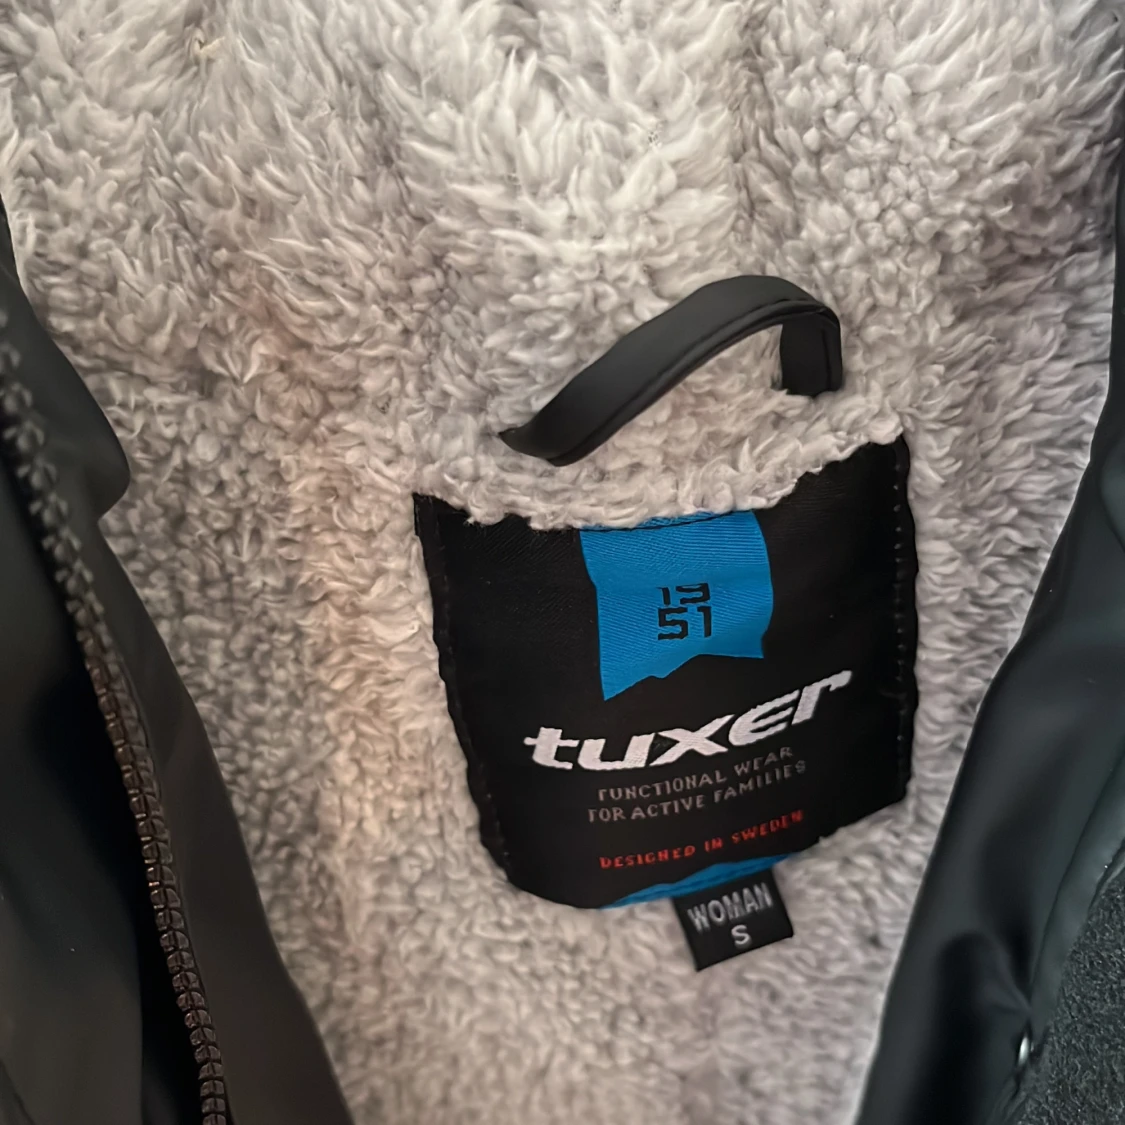 19
51
tuxer
FUNCTIONAL WEAR
FOR ACTIVE FAMILIES
DESIGNED IN SWEDEN
WOMAN
S